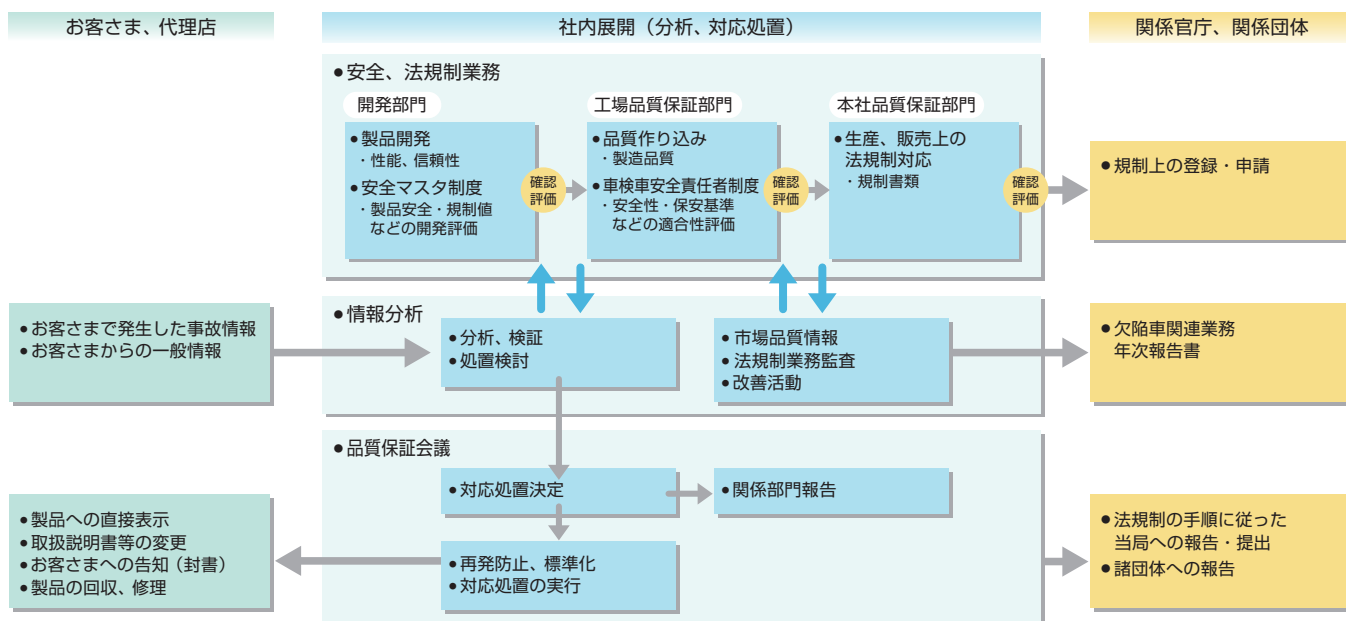 お客さま、代理店
社内展開（分析、対応処置）
関係官庁、関係団体
●安全、法規制業務
開発部門
●製品開発
・性能、信頼性
●安全マスタ制度
・製品安全・規制値
などの開発評価
確認
評価
工場品質保証部門
●品質作り込み
・製造品質
●車検車安全責任者制度
・安全性・保安基準
などの適合性評価
確認
評価
本社品質保証部門
●生産、販売上の
法規制対応
・規制書類
確認
評価
●規制上の登録・申請
●お客さまで発生した事故情報
●お客さまからの一般情報
●情報分析
●分析、検証
●処置検討
●市場品質情報
●法規制業務監査
●改善活動
●欠陥車関連業務
年次報告書
●品質保証会議
●対応処置決定
●関係部門報告
●再発防止、標準化
●対応処置の実行
●製品への直接表示
●取扱説明書等の変更
●お客さまへの告知（封書）
●製品の回収、修理
●法規制の手順に従った
当局への報告・提出
●諸団体への報告